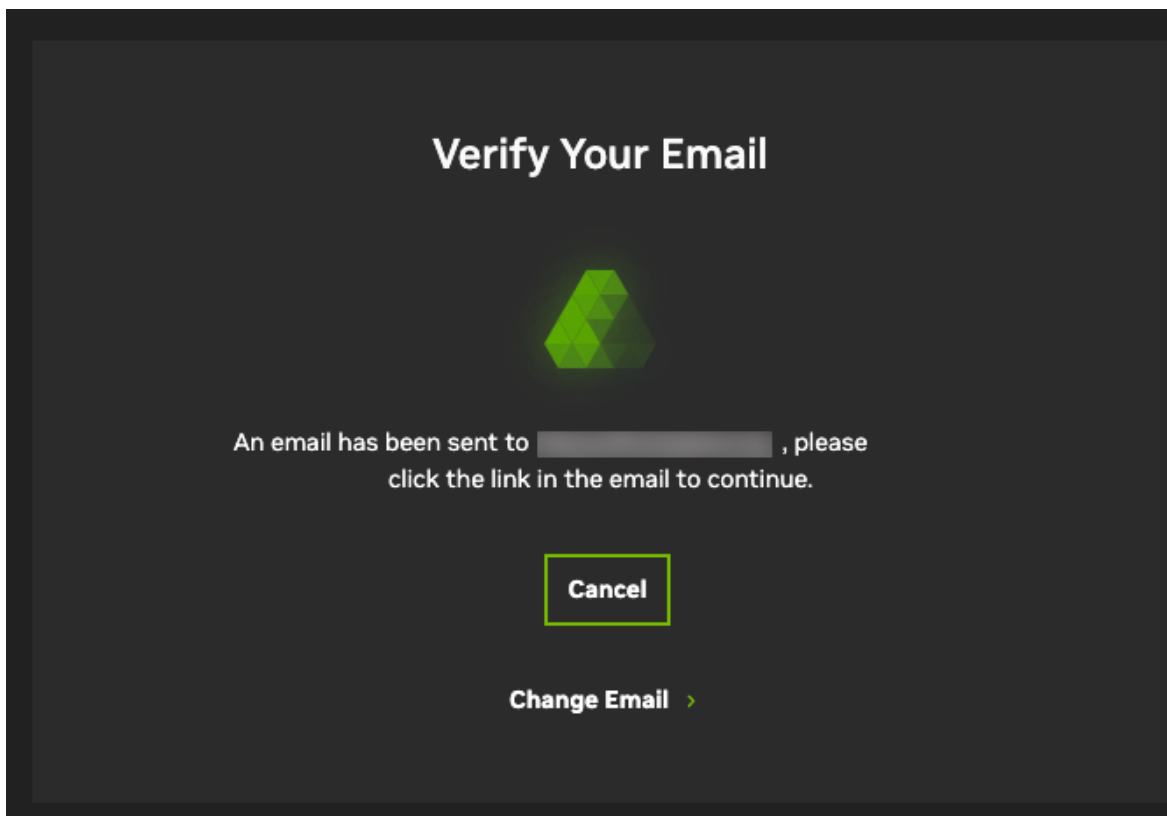 Verify Your Email
An email has been sent to , please
click the link in the email to continue.
Cancel
Change Email >